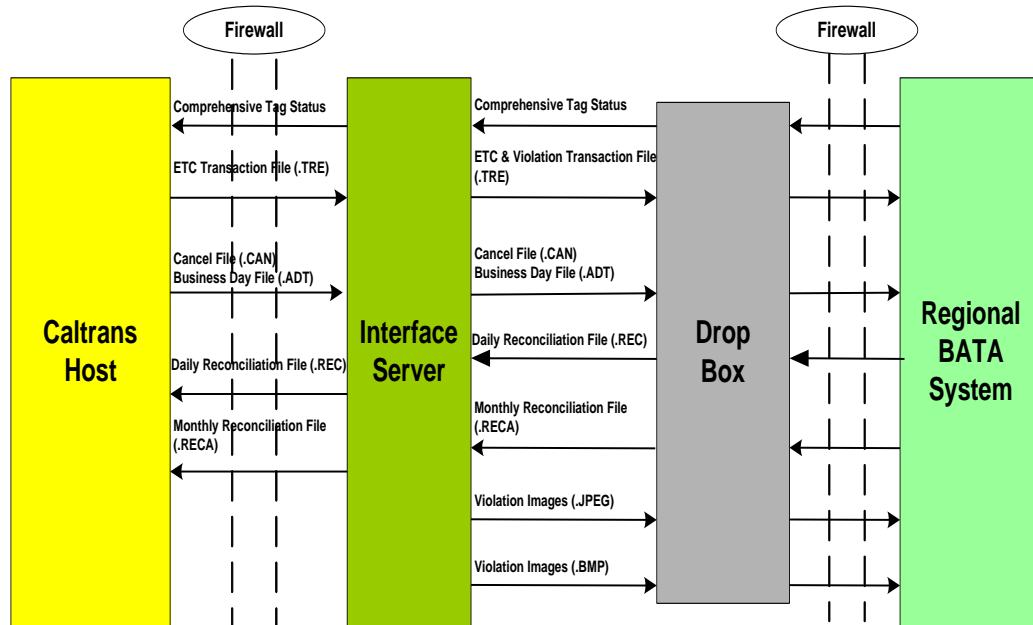 Firewall
Firewall
Comprehensive Tag Status
Comprehensive Tag Status
ETC Transaction File (.TRE)
ETC & Violation Transaction File
(.TRE)
Cancel File (.CAN)
Business Day File (.ADT)
Cancel File (.CAN)
Business Day File (.ADT)
Caltrans
Host
Interface
Server
Drop
Box
Regional
BATA
System
Daily Reconciliation File (.REC)
Daily Reconciliation File (.REC)
Monthly Reconciliation File
(.RECA)
Monthly Reconciliation File
(.RECA)
Violation Images (.JPEG)
Violation Images (.BMP)